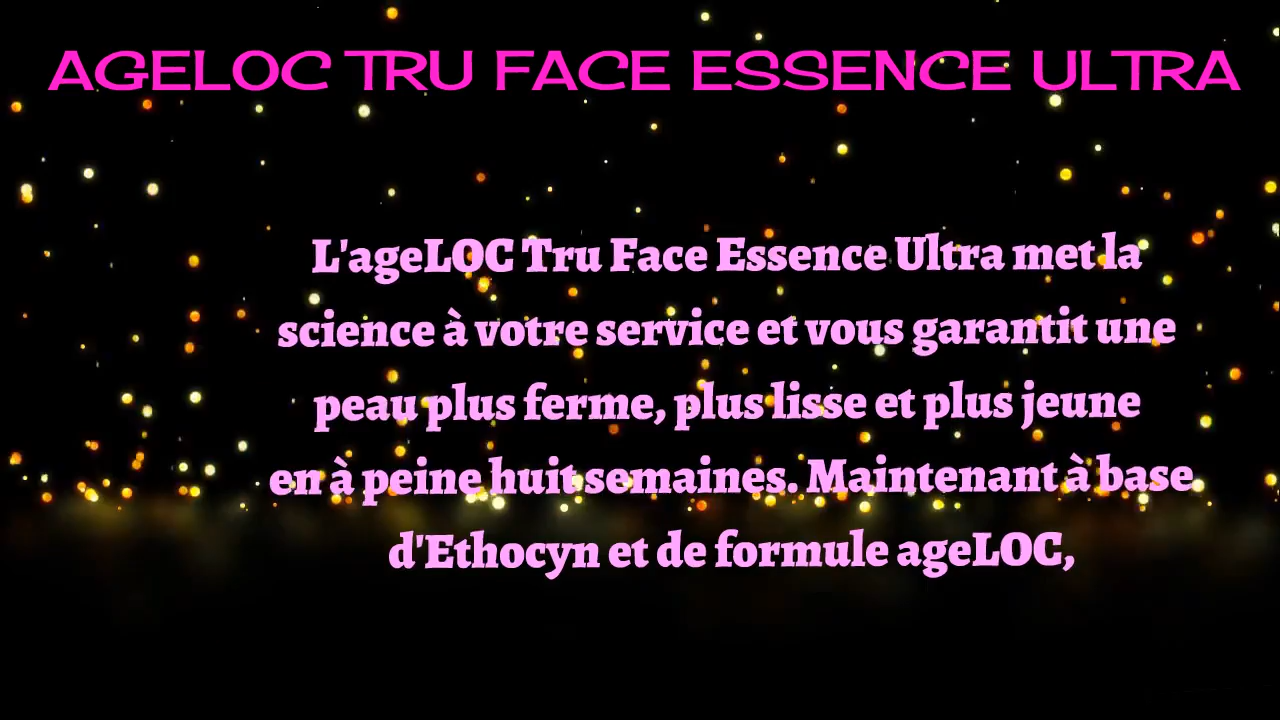 AGELOC TRU FACE ESSENCE ULTRA
L'ageLOC Tru Face Essence Ultra met la
science à votre service et vous garantit une
peau plus ferme, plus lisse et plus jeune
en à peine huit semaines. Maintenant à base
d'Ethocyn et de formule ageLOC,